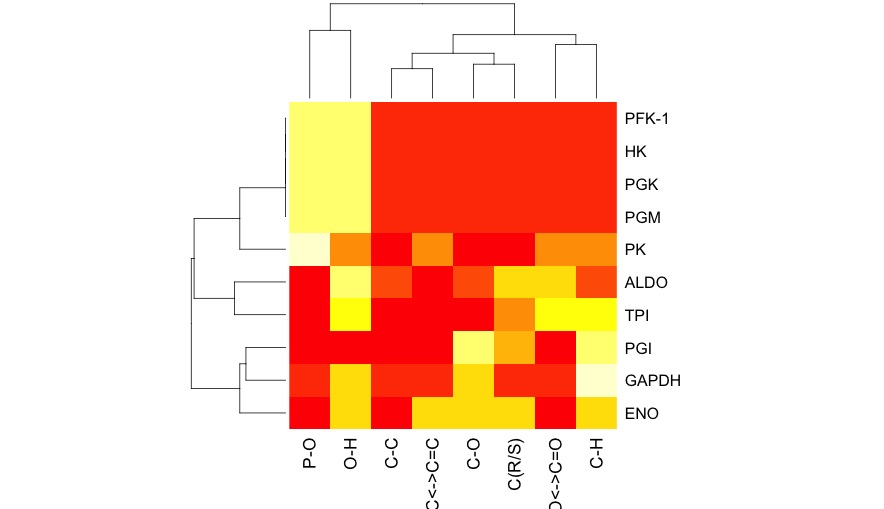 PFK-1
HK
PGK
PGM
PK
ALDO
TPI
PGI
GAPDH
ENO
P-O
O-H
C-C
C<->C=C
C-O
C(R/S)
O<->C=O
C-H